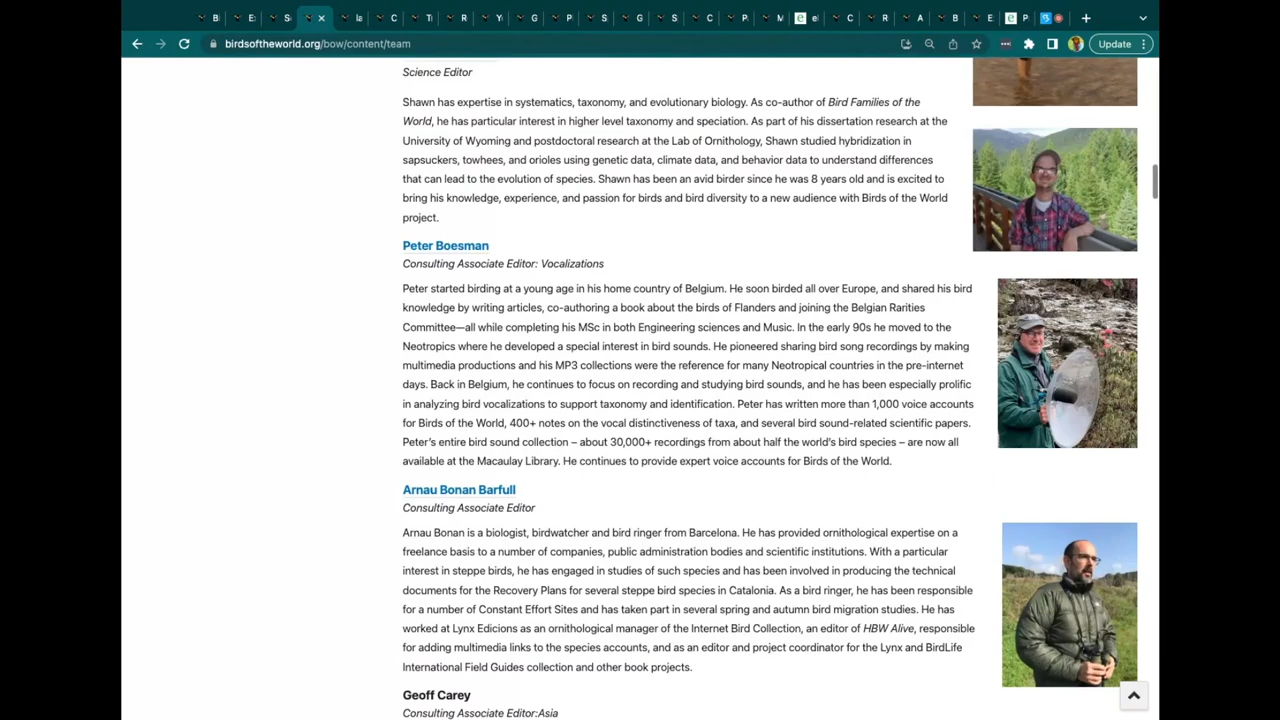 B
E
S
la
C
T
R
Y
G
P
S
G
S
C
P
M
e
C
R
A
B
E
P
birdsoftheworld.org/bow/content/team
Update
Science Editor
Shawn has expertise in systematics, taxonomy, and evolutionary biology. As co-author of Bird Families of the
World, he has particular interest in higher level taxonomy and speciation. As part of his dissertation research at the
University of Wyoming and postdoctoral research at the Lab of Ornithology, Shawn studied hybridization in
sapsuckers, towhees, and orioles using genetic data, climate data, and behavior data to understand differences
that can lead to the evolution of species. Shawn has been an avid birder since he was 8 years old and is excited to
bring his knowledge, experience, and passion for birds and bird diversity to a new audience with Birds of the World
project.
Peter Boesman
Consulting Associate Editor: Vocalizations
Peter started birding at a young age in his home country of Belgium. He soon birded all over Europe, and shared his bird
knowledge by writing articles, co-authoring a book about the birds of Flanders and joining the Belgian Rarities
Committee—all while completing his MSc in both Engineering sciences and Music. In the early 90s he moved to the
Neotropics where he developed a special interest in bird sounds. He pioneered sharing bird song recordings by making
multimedia productions and his MP3 collections were the reference for many Neotropical countries in the pre-internet
days. Back in Belgium, he continues to focus on recording and studying bird sounds, and he has been especially prolific
in analyzing bird vocalizations to support taxonomy and identification. Peter has written more than 1,000 voice accounts
for Birds of the World, 400+ notes on the vocal distinctiveness of taxa, and several bird sound-related scientific papers.
Peter's entire bird sound collection – about 30,000+ recordings from about half the world's bird species – are now all
available at the Macaulay Library. He continues to provide expert voice accounts for Birds of the World.
Arnau Bonan Barfull
Consulting Associate Editor
Arnau Bonan is a biologist, birdwatcher and bird ringer from Barcelona. He has provided ornithological expertise on a
freelance basis to a number of companies, public administration bodies and scientific institutions. With a particular
interest in steppe birds, he has engaged in studies of such species and has been involved in producing the technical
documents for the Recovery Plans for several steppe bird species in Catalonia. As a bird ringer, he has been responsible
for a number of Constant Effort Sites and has taken part in several spring and autumn bird migration studies. He has
worked at Lynx Edicions as an ornithological manager of the Internet Bird Collection, an editor of HBW Alive, responsible
for adding multimedia links to the species accounts, and as an editor and project coordinator for the Lynx and BirdLife
International Field Guides collection and other book projects.
Geoff Carey
Consulting Associate Editor:Asia